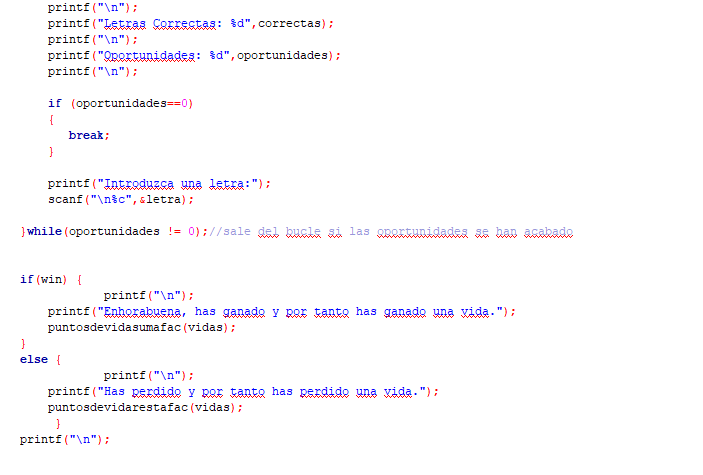 printf("\n");
printf("Letras Correctas: %d",correctas);
printf("\n");
printf("Oportunidades: %d",oportunidades);
printf("\n");
if (oportunidades==0)
{
break;
}
printf("Introduzca una letra:");
scanf("\n%c",&letra);
}while(oportunidades != 0);//sale del bucle si las oportunidades se han acabado
if(win) {
printf("\n");
printf("Enhorabuena, has ganado y por tanto has ganado una vida.");
puntosdevidasumafac(vidas);
}
else {
printf("\n");
printf("Has perdido y por tanto has perdido una vida.");
puntosdevidarestafac(vidas);
}
printf("\n");